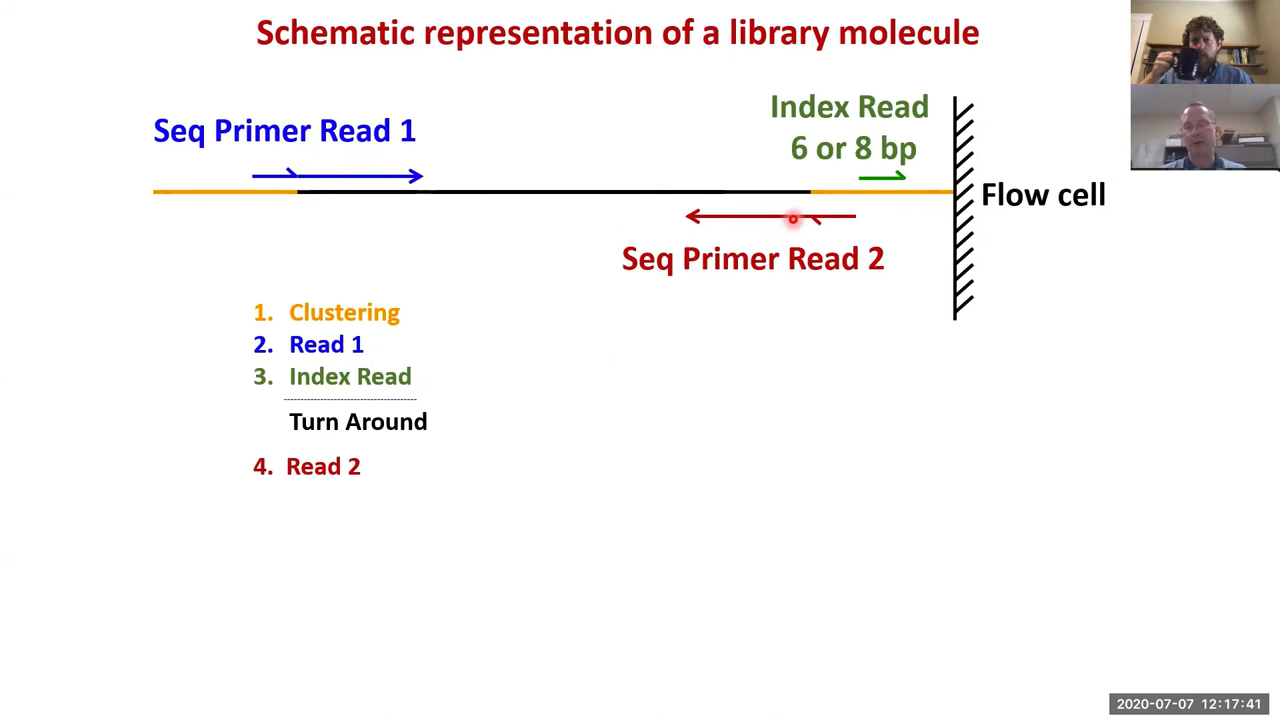 Schematic representation of a library molecule
Seq Primer Read 1
Index Read
6 or 8 bp
Flow cell
Seq Primer Read 2
1. Clustering
2. Read 1
3. Index Read
Turn Around
4. Read 2
2020-07-07 12:17:41